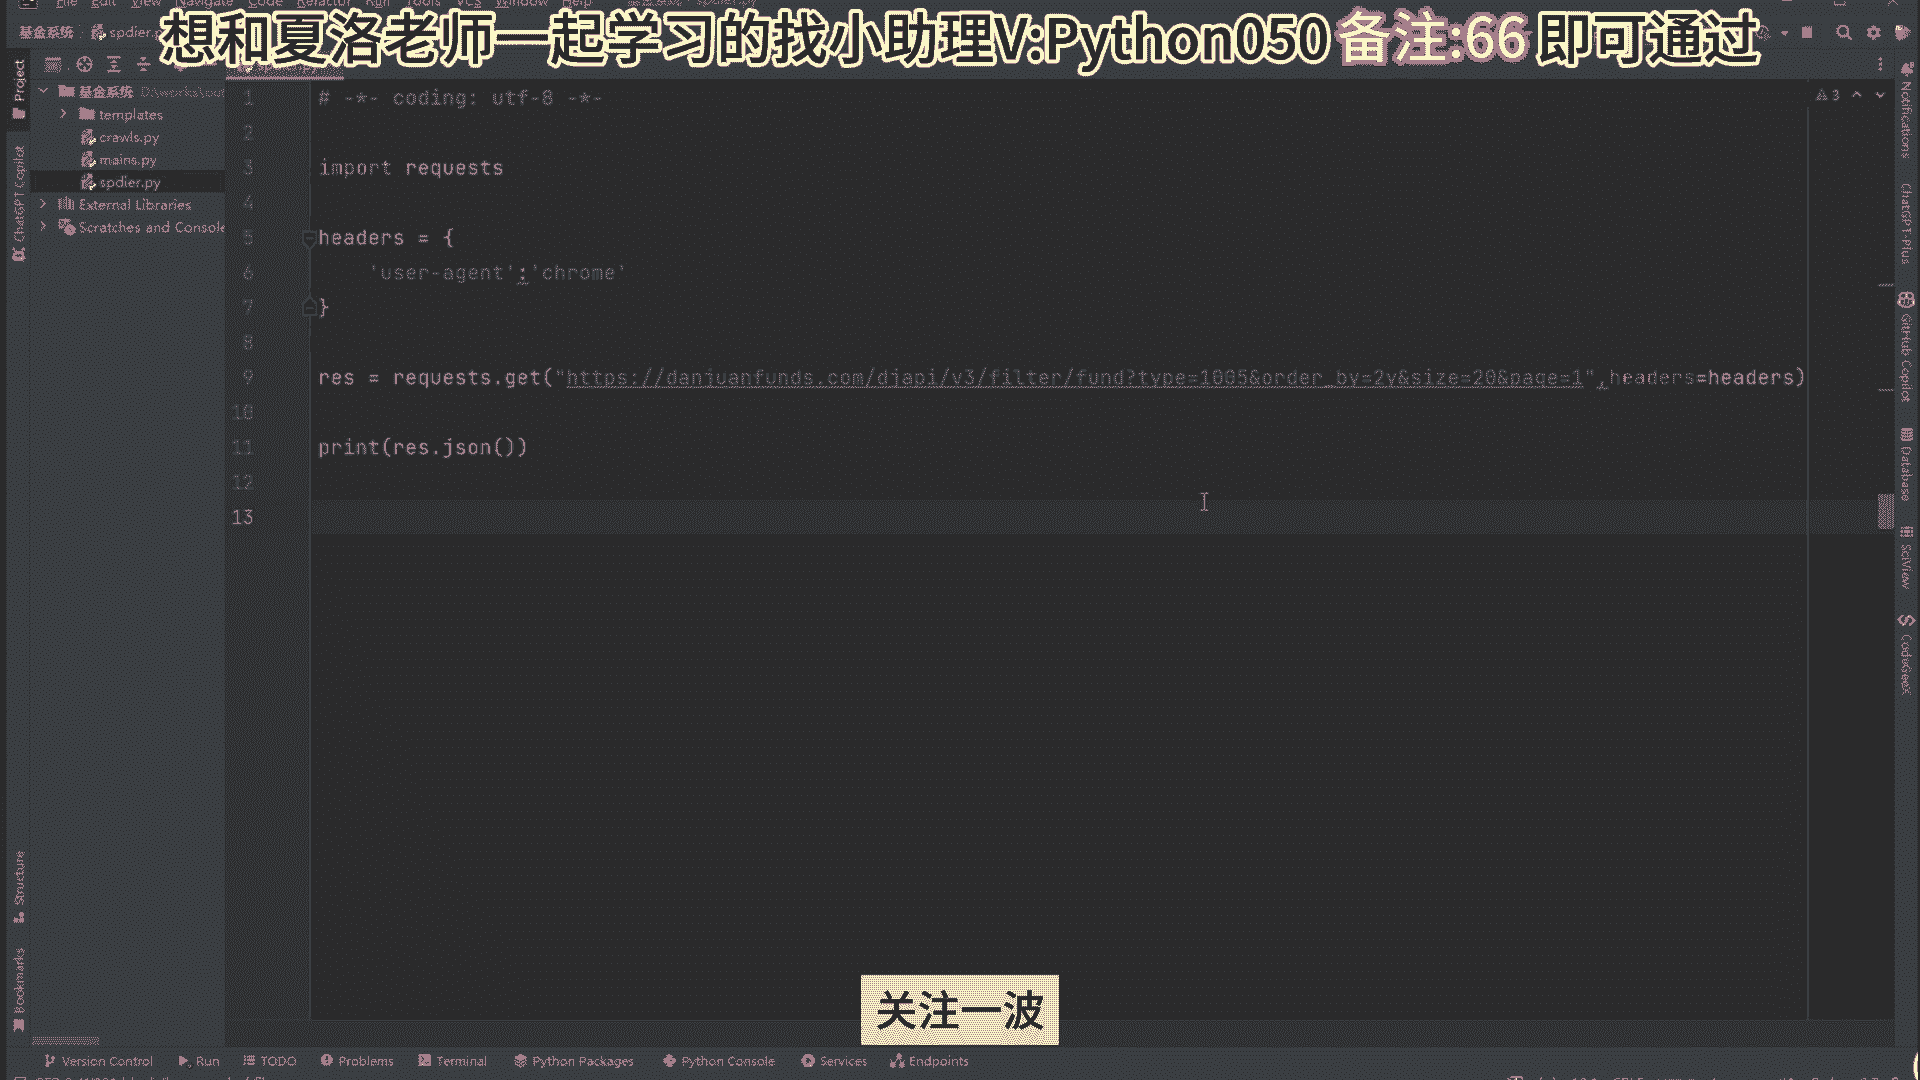 File Edit View Navigate Code Refactor Run Tools VCS Window Help
想和夏洛老师一起学习的找小助理V:Python050 备注:66 即可通过
基金系统 spdier.p
Project
基金系统 D:\works\out
templates
crawls.py
mains.py
spdier.py
External Libraries
Scratches and Console
ChatGPT Copilot
Structure
Bookmarks
1 # -*- coding: utf-8 -*-
2
3 import requests
4
5 headers = {
6     'user-agent':'chrome'
7 }
8
9 res = requests.get("https://danjuanfunds.com/djapi/v3/filter/fund?type=1005&order_by=2y&size=20&page=1",headers=headers)
10
11 print(res.json())
12
13
3
Notifications
ChatGPT-Plus
GitHub Copilot
Database
SciView
CodeGeeX
关注一波
Version Control Run TODO Problems Terminal Python Packages Python Console Services Endpoints